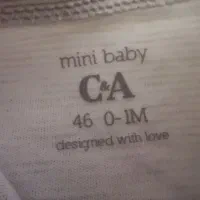 mini baby
C&A
46 0-1M
designed with love